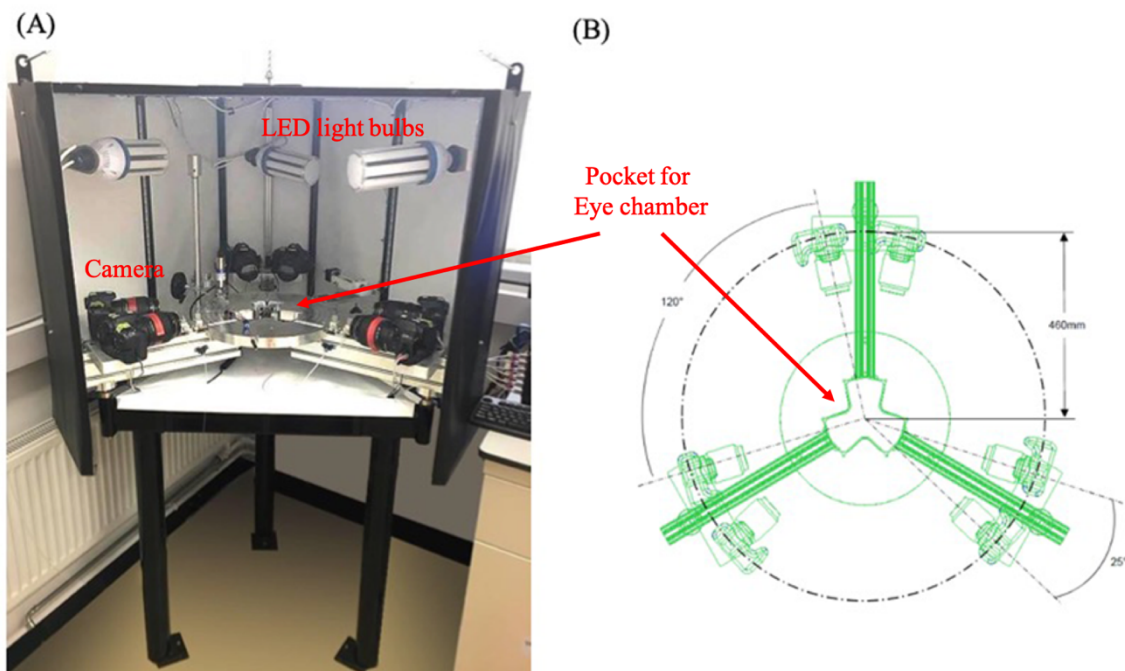 (A)
LED light bulbs
Camera
Pocket for
Eye chamber
(B)
120°
460mm
25°